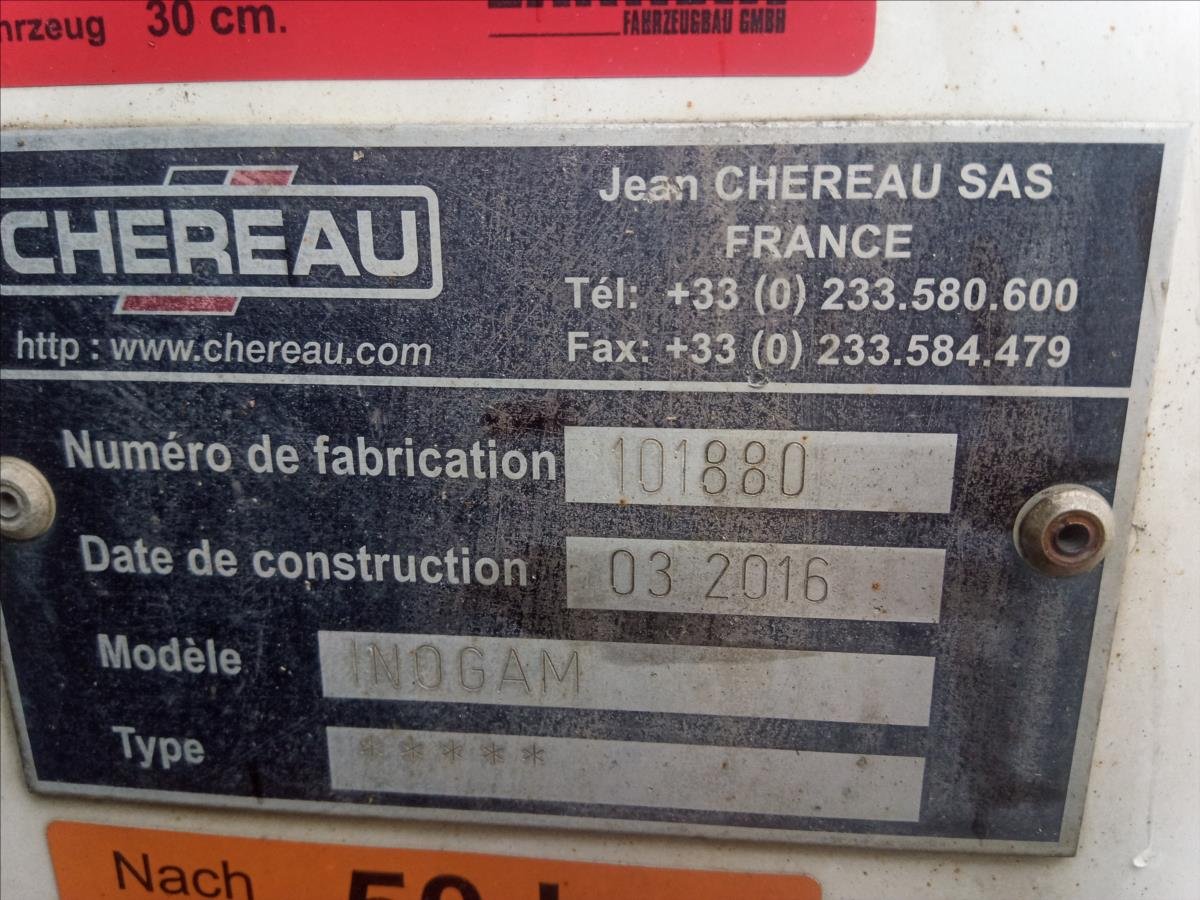 30 cm.
FAHRZEUGBAU GMBH
CHEREAU
http : www.chereau.com
Jean CHEREAU SAS
FRANCE
Tél: +33 (0) 233.580.600
Fax: +33 (0) 233.584.479
Numéro de fabrication 101880
Date de construction 03 2016
Modèle INOGAM
Type * * * * *
Nach